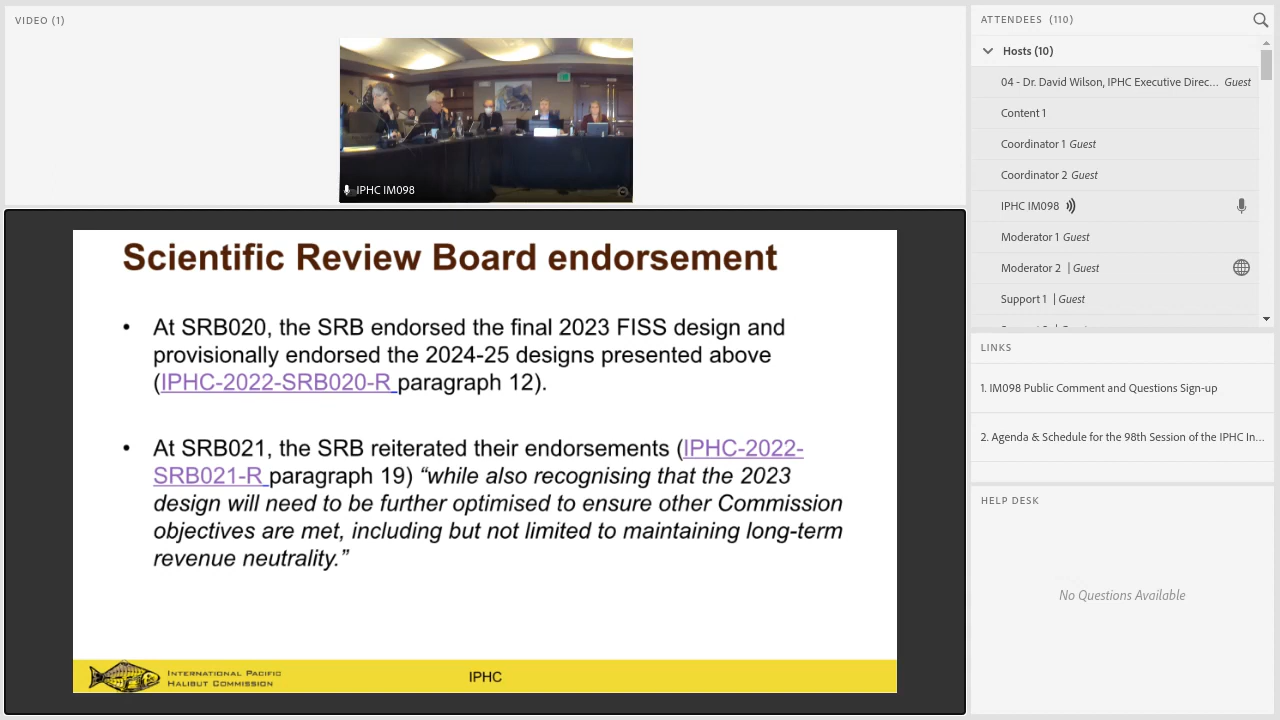 VIDEO (1)
IPHC IM098
Scientific Review Board endorsement
• At SRB020, the SRB endorsed the final 2023 FISS design and
provisionally endorsed the 2024-25 designs presented above
(IPHC-2022-SRB020-R paragraph 12).
• At SRB021, the SRB reiterated their endorsements (IPHC-2022-
SRB021-R paragraph 19) “while also recognising that the 2023
design will need to be further optimised to ensure other Commission
objectives are met, including but not limited to maintaining long-term
revenue neutrality.”
INTERNATIONAL PACIFIC
HALIBUT COMMISSION
IPHC
ATTENDEES (110)
Hosts (10)
04 - Dr. David Wilson, IPHC Executive Direc... Guest
Content 1
Coordinator 1 Guest
Coordinator 2 Guest
IPHC IM098
Moderator 1 Guest
Moderator 2 | Guest
Support 1 | Guest
LINKS
1. IM098 Public Comment and Questions Sign-up
2. Agenda & Schedule for the 98th Session of the IPHC In...
HELP DESK
No Questions Available